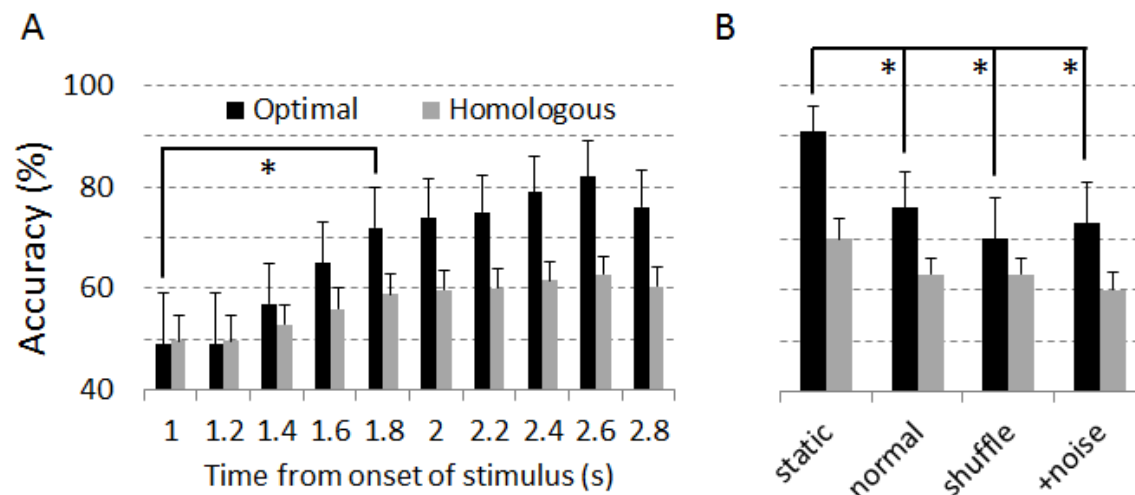 A
B
100
80
60
40
Accuracy (%)
Optimal
Homologous
*
1 1.2 1.4 1.6 1.8 2 2.2 2.4 2.6 2.8
Time from onset of stimulus (s)
* * *
static
normal
shuffle
+noise